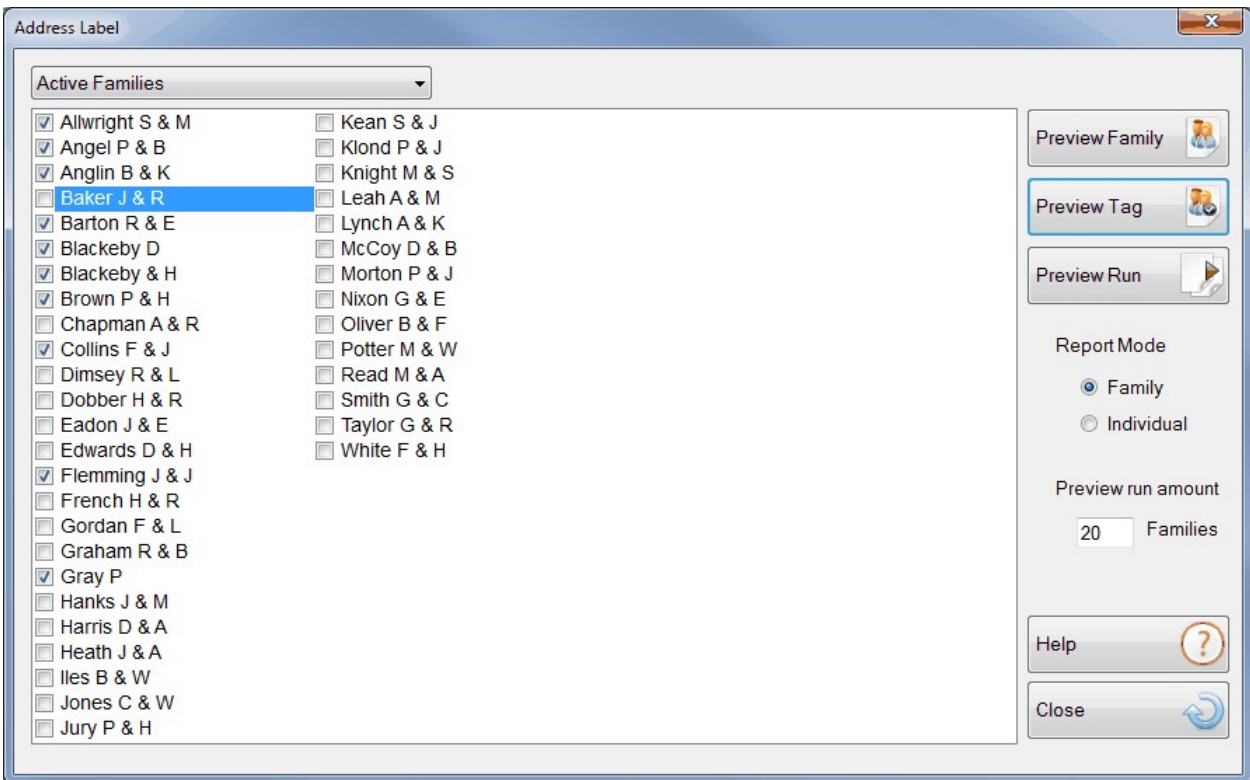 Address Label
Active Families
Allwright S & M
Angel P & B
Anglin B & K
Baker J & R
Barton R & E
Blackeby D
Blackeby & H
Brown P & H
Chapman A & R
Collins F & J
Dimsey R & L
Dobber H & R
Eadon J & E
Edwards D & H
Flemming J & J
French H & R
Gordan F & L
Graham R & B
Gray P
Hanks J & M
Harris D & A
Heath J & A
Iles B & W
Jones C & W
Jury P & H
Kean S & J
Klond P & J
Knight M & S
Leah A & M
Lynch A & K
McCoy D & B
Morton P & J
Nixon G & E
Oliver B & F
Potter M & W
Read M & A
Smith G & C
Taylor G & R
White F & H
Preview Family
Preview Tag
Preview Run
Report Mode
Family
Individual
Preview run amount
20 Families
Help ?
Close